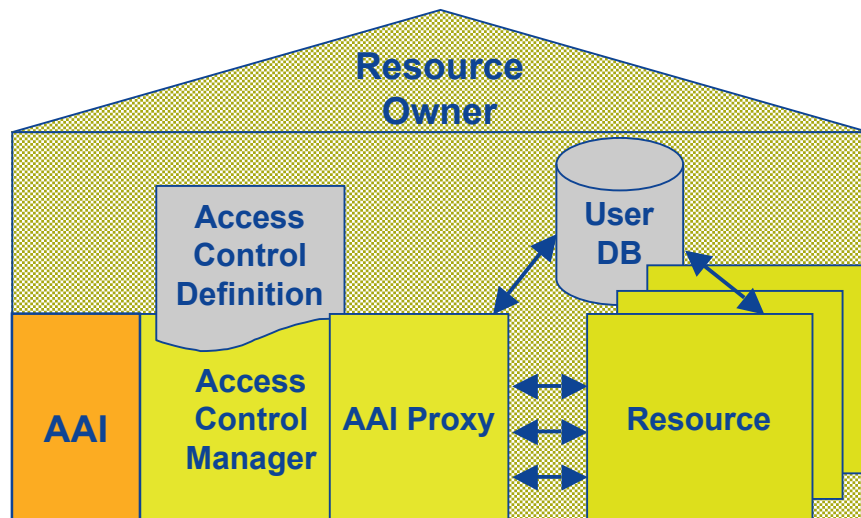 Resource
Owner
User
DB
Access
Control
Definition
AAI
Access
Control
Manager
AAI Proxy
Resource